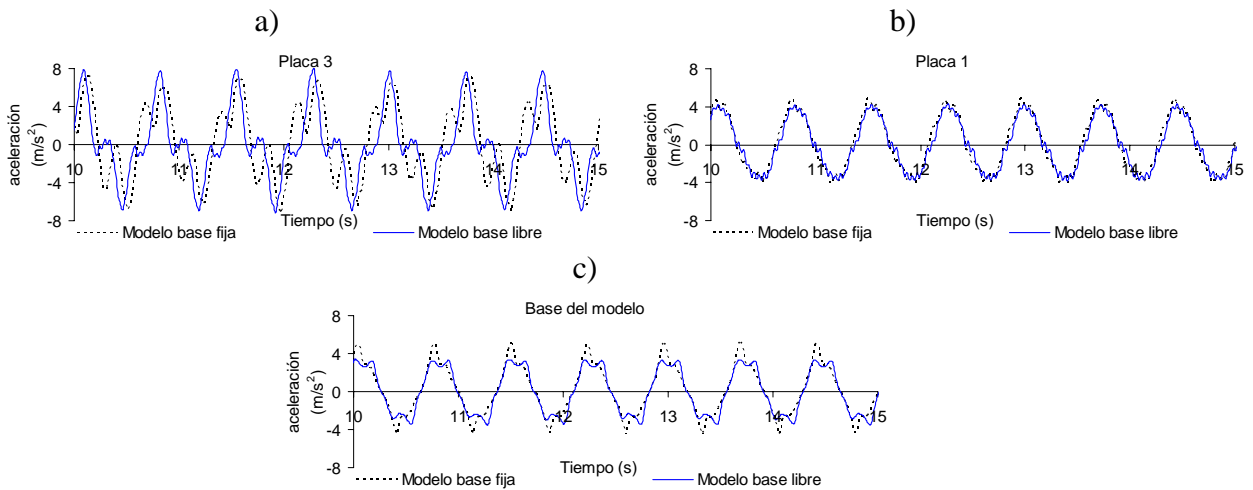 a)
Placa 3
8
4
0
-4
-8
aceleración
(m/s²)
10 11 12 13 14 15
Tiempo (s)
Modelo base fija Modelo base libre
b)
Placa 1
8
4
0
-4
-8
aceleración
(m/s²)
10 11 12 13 14 15
Tiempo (s)
Modelo base fija Modelo base libre
c)
Base del modelo
8
4
0
-4
-8
aceleración
(m/s²)
10 11 12 13 14 15
Tiempo (s)
Modelo base fija Modelo base libre